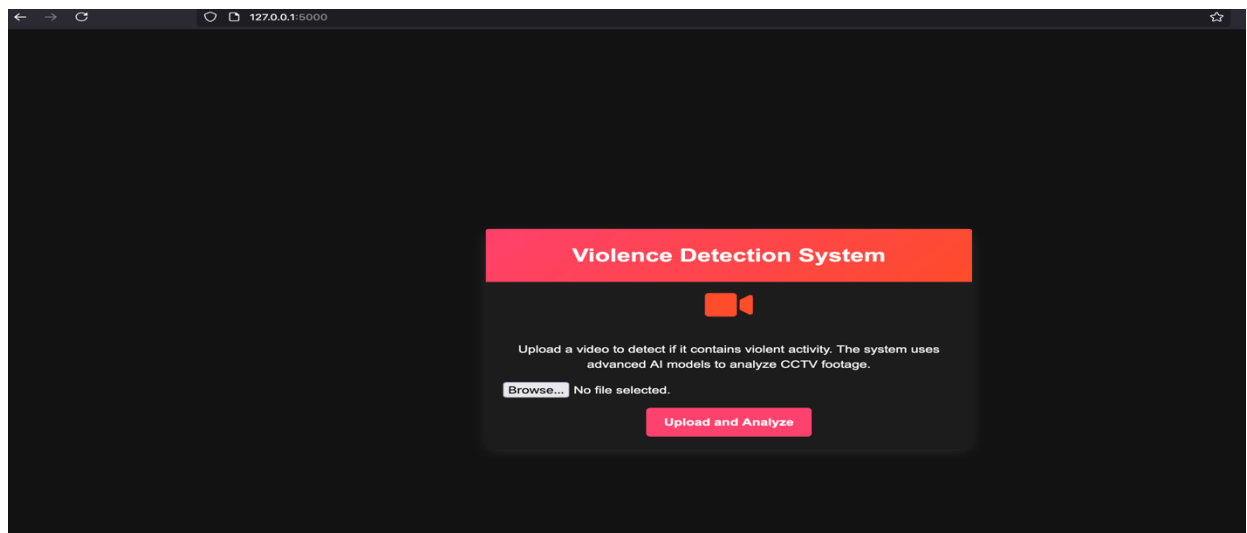 127.0.0.1:5000
Violence Detection System
Upload a video to detect if it contains violent activity. The system uses
advanced AI models to analyze CCTV footage.
Browse... No file selected.
Upload and Analyze